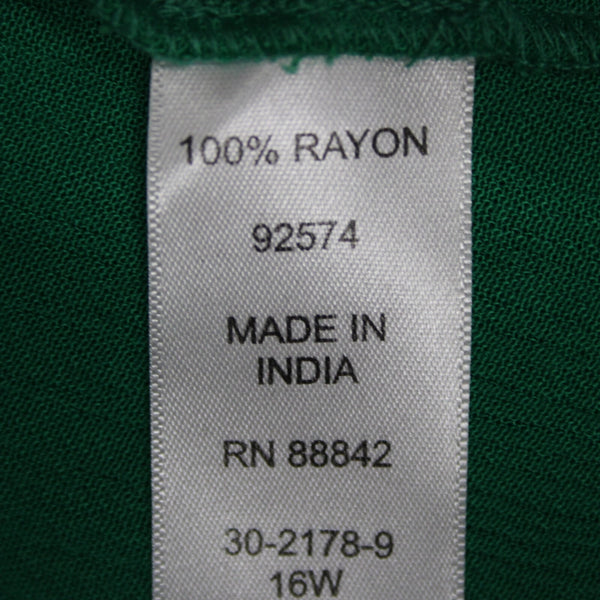 100% RAYON
92574
MADE IN
INDIA
RN 88842
30-2178-9
16W